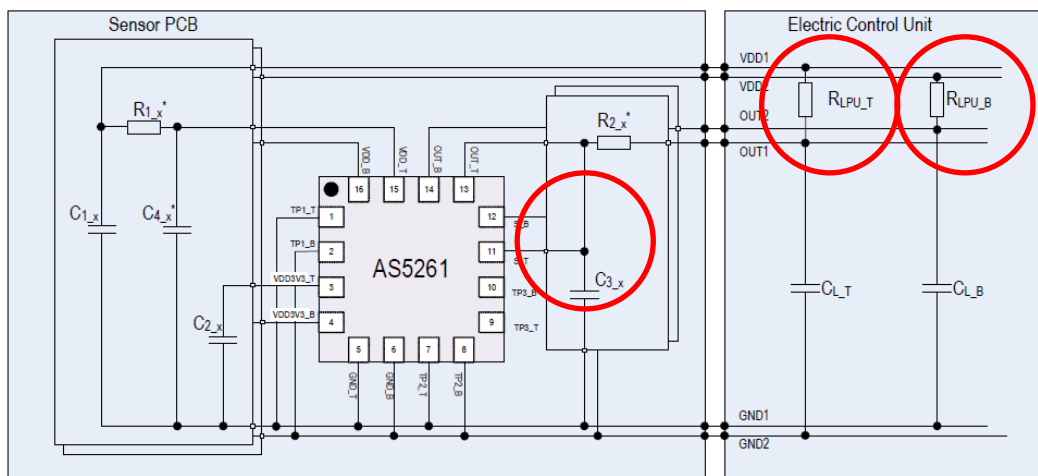 Sensor PCB
Electric Control Unit
VDD1
VDD2
OUT2
OUT1
R1_x*
R2_x*
RLPU_T
RLPU_B
VDD_B
VDD_T
OUT_B
OUT_T
16
15
14
13
C1_x
C4_x*
TP1_T
1
12
S_B
TP1_B
2
11
S_T
AS5261
VDD3V3_T
3
10
TP3_B
C3_x
CL_T
CL_B
C2_x
VDD3V3_B
4
9
TP3_T
5
6
7
8
GND_T
GND_B
TP2_T
TP2_B
GND1
GND2